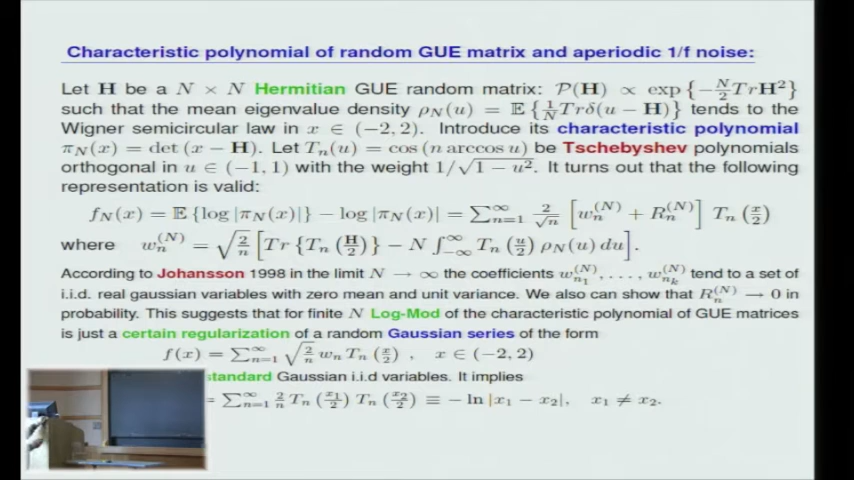 Characteristic polynomial of random GUE matrix and aperiodic 1/f noise:
Let H be a N × N Hermitian GUE random matrix: P(H) ∝ exp{−N/2 TrH²}
such that the mean eigenvalue density ρ_N(u) = E{1/N Trδ(u − H)} tends to the
Wigner semicircular law in x ∈ (−2, 2). Introduce its characteristic polynomial
π_N(x) = det (x − H). Let T_n(u) = cos (n arccos u) be Tschebyshev polynomials
orthogonal in u ∈ (−1, 1) with the weight 1/√(1 − u²). It turns out that the following
representation is valid:
f_N(x) = E{log |π_N(x)|} − log |π_N(x)| = ∑_{n=1}^{∞} 2/√n [w_n^{(N)} + R_n^{(N)}] T_n(x/2)
where w_n^{(N)} = √(2/n) [Tr {T_n(H/2)} − N ∫_{−∞}^{∞} T_n(u/2) ρ_N(u) du].
According to Johansson 1998 in the limit N → ∞ the coefficients w_{n_1}^{(N)}, . . . , w_{n_k}^{(N)} tend to a set of
i.i.d. real gaussian variables with zero mean and unit variance. We also can show that R_n^{(N)} → 0 in
probability. This suggests that for finite N Log-Mod of the characteristic polynomial of GUE matrices
is just a certain regularization of a random Gaussian series of the form
f(x) = ∑_{n=1}^{∞} √(2/n) w_n T_n(x/2) , x ∈ (−2, 2)
standard Gaussian i.i.d variables. It implies
= ∑_{n=1}^{∞} 2/n T_n(x_1/2) T_n(x_2/2) ≡ − ln |x_1 − x_2|, x_1 ≠ x_2.